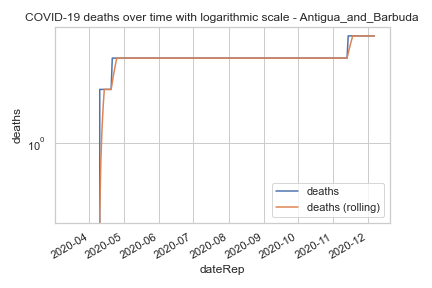 COVID-19 deaths over time with logarithmic scale - Antigua_and_Barbuda
deaths
10⁰
deaths
deaths (rolling)
2020-04
2020-05
2020-06
2020-07
2020-08
2020-09
2020-10
2020-11
2020-12
dateRep